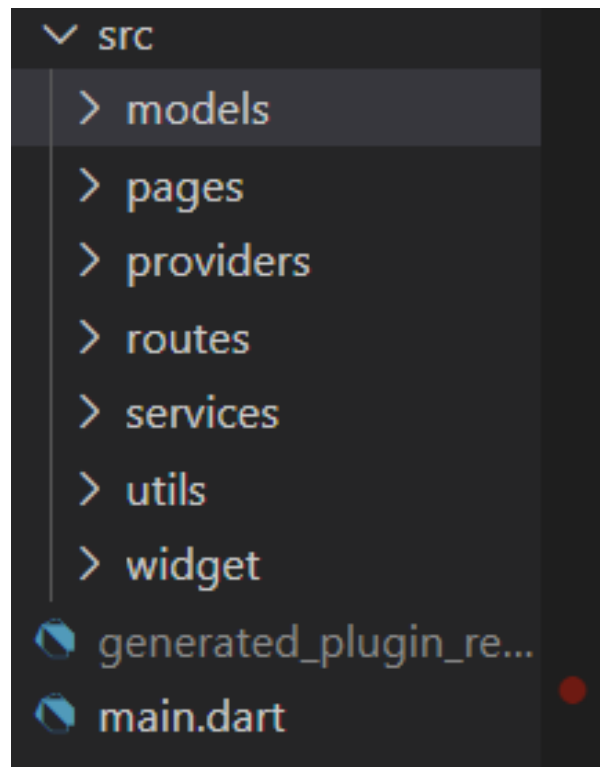 src
models
pages
providers
routes
services
utils
widget
generated_plugin_re...
main.dart